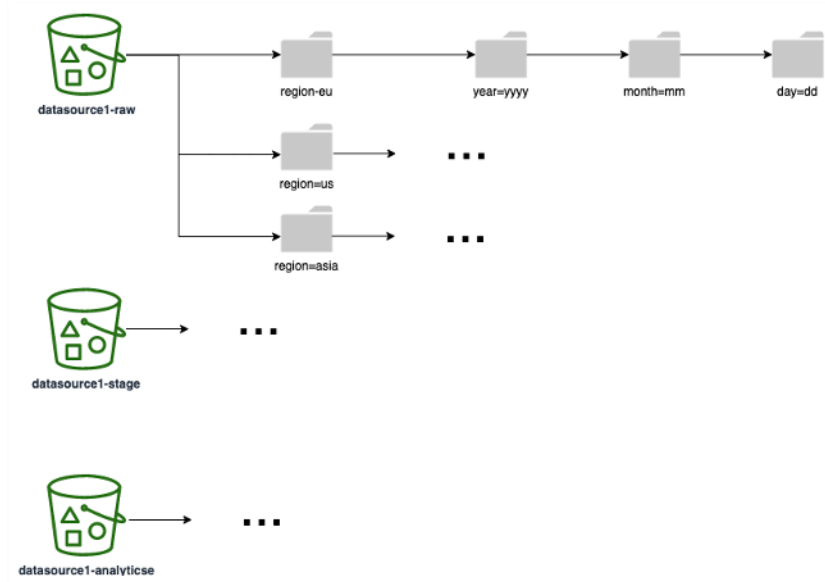 datasource1-raw
region-eu
year=yyyy
month=mm
day=dd
region=us
...
region=asia
...
datasource1-stage
...
datasource1-analyticse
...